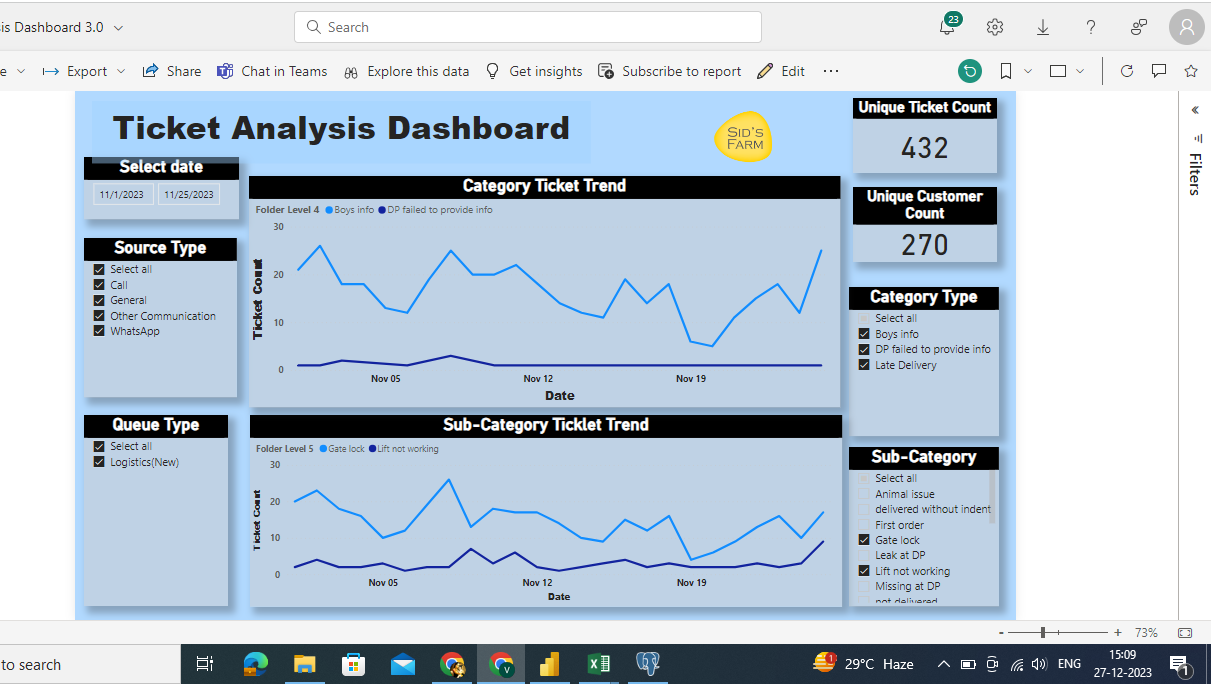 is Dashboard 3.0
Search
23
e
Export
Share
Chat in Teams
Explore this data
Get insights
Subscribe to report
Edit
Ticket Analysis Dashboard
SID'S
FARM
Unique Ticket Count
432
Select date
11/1/2023
11/25/2023
Category Ticket Trend
Folder Level 4
Boys info
DP failed to provide info
30
20
10
0
Ticket Count
Nov 05
Nov 12
Nov 19
Date
Unique Customer
Count
270
Filters
Source Type
Select all
Call
General
Other Communication
WhatsApp
Category Type
Select all
Boys info
DP failed to provide info
Late Delivery
Queue Type
Select all
Logistics(New)
Sub-Category Ticklet Trend
Folder Level 5
Gate lock
Lift not working
30
20
10
0
Ticket Count
Nov 05
Nov 12
Nov 19
Date
Sub-Category
Select all
Animal issue
delivered without indent
First order
Gate lock
Leak at DP
Lift not working
Missing at DP
not delivered
- + 73%
to search
1
29°C Haze
ENG
15:09
27-12-2023
1